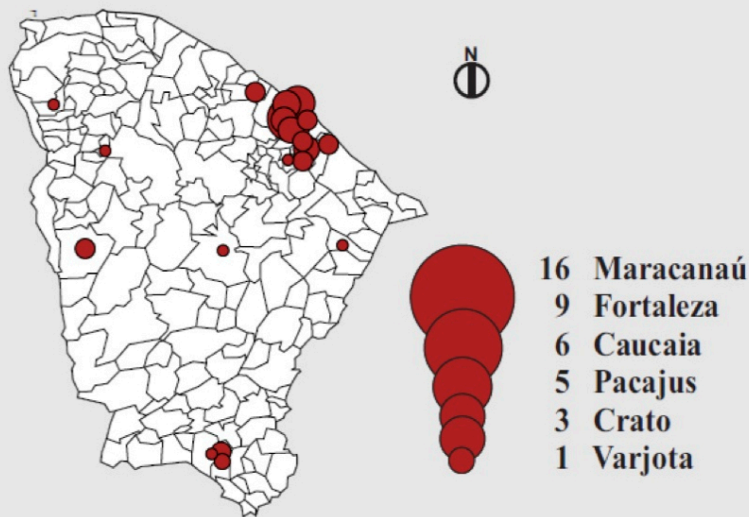 N
16 Maracanaú
9 Fortaleza
6 Caucaia
5 Pacajus
3 Crato
1 Varjota